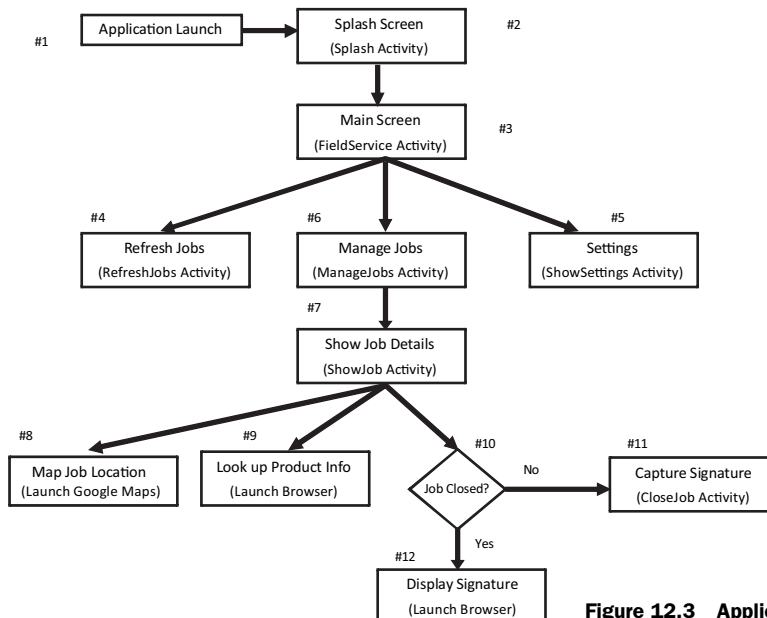 #1
Application Launch
Splash Screen
(Splash Activity)
#2
Main Screen
(FieldService Activity)
#3
#4
#6
#5
Refresh Jobs
(RefreshJobs Activity)
Manage Jobs
(ManageJobs Activity)
Settings
(ShowSettings Activity)
#7
Show Job Details
(ShowJob Activity)
#8
#9
#10
#11
Map Job Location
(Launch Google Maps)
Look up Product Info
(Launch Browser)
Job Closed?
No
Capture Signature
(CloseJob Activity)
Yes
#12
Display Signature
(Launch Browser)
Figure 12.3